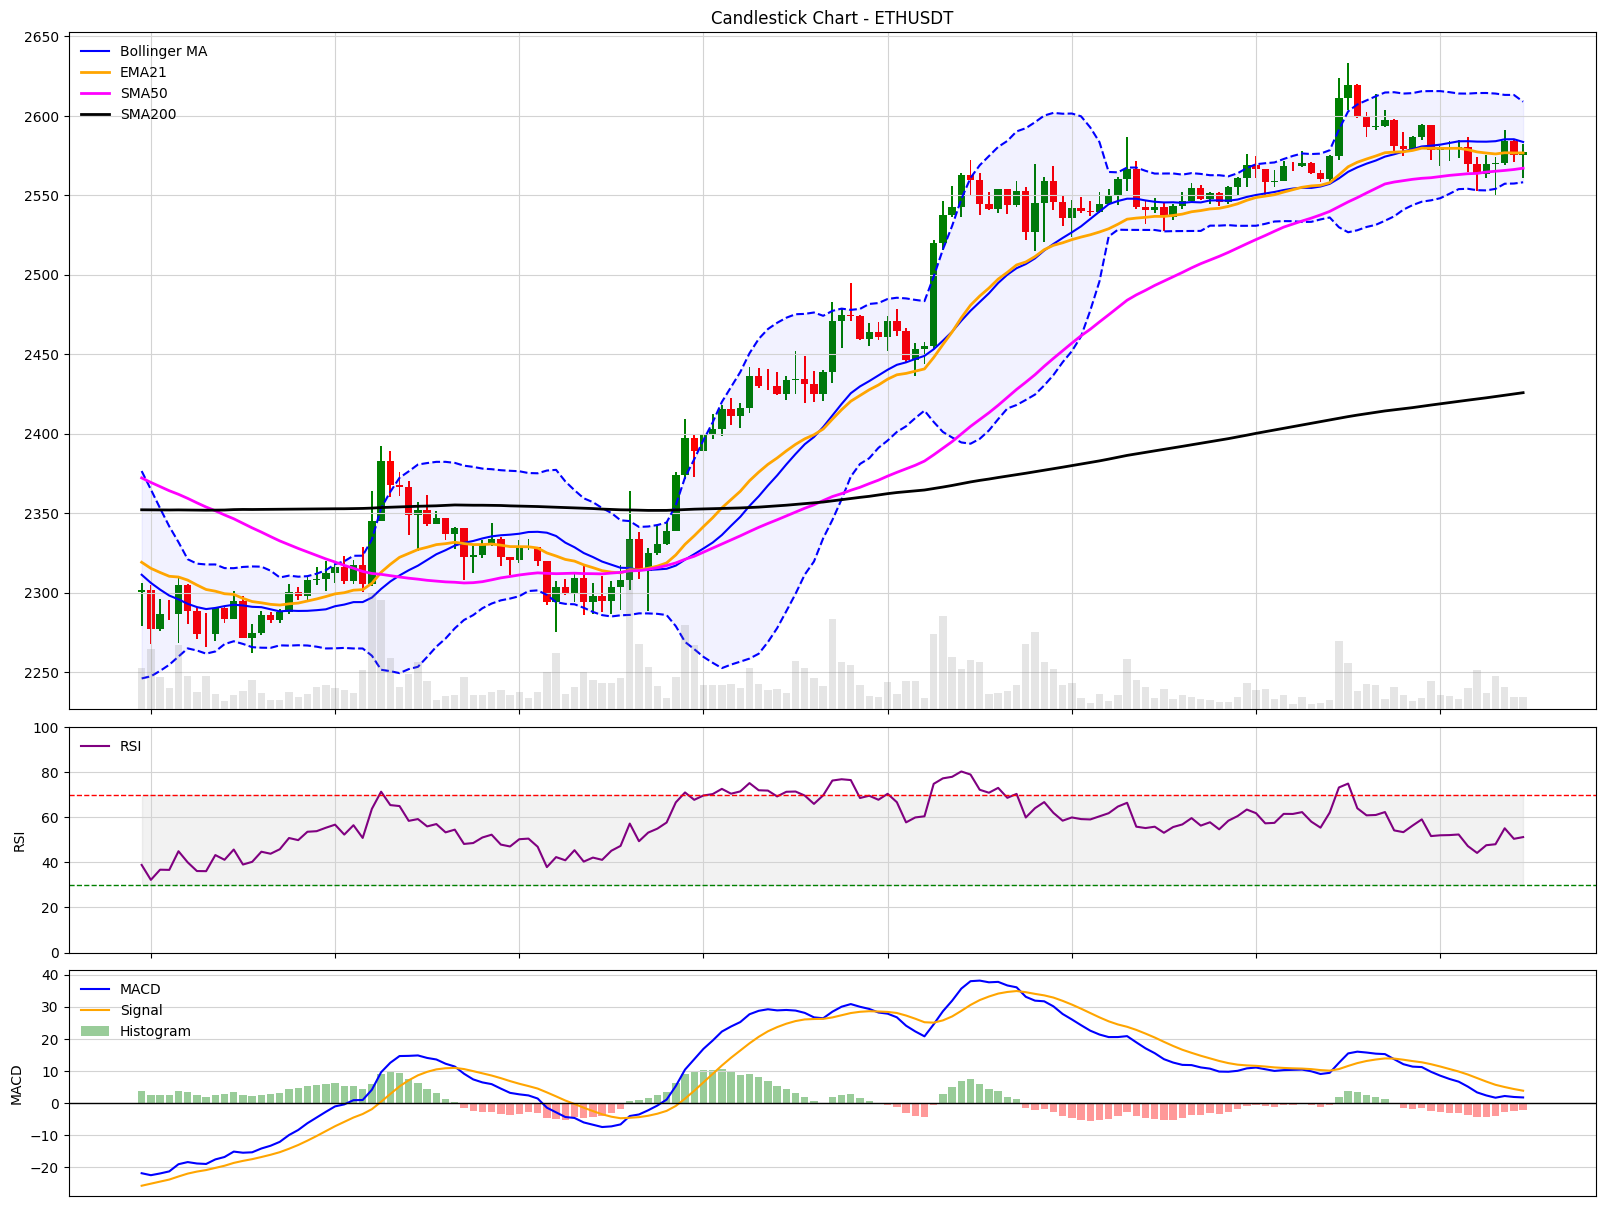 Candlestick Chart - ETHUSDT
2650
2600
2550
2500
2450
2400
2350
2300
2250
Bollinger MA
EMA21
SMA50
SMA200
100
80
60
40
20
0
RSI
RSI
40
30
20
10
0
−10
−20
MACD
MACD
Signal
Histogram